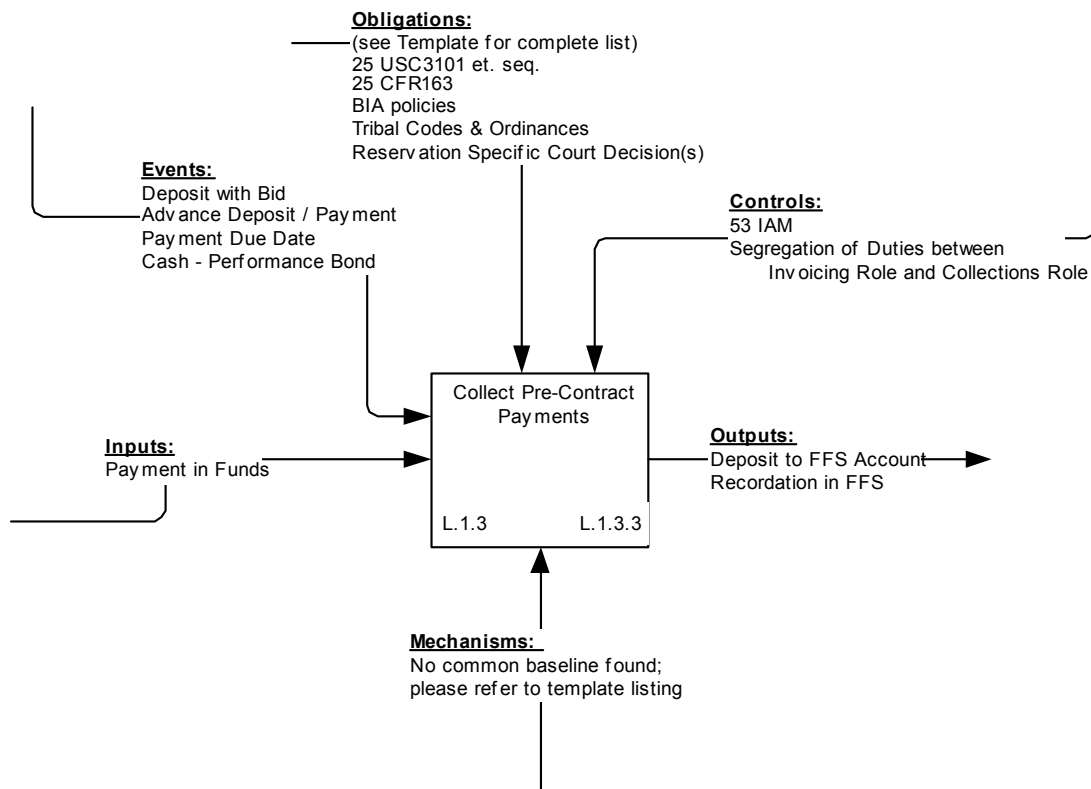 Obligations:
(see Template for complete list)
25 USC3101 et. seq.
25 CFR163
BIA policies
Tribal Codes & Ordinances
Reservation Specific Court Decision(s)
Events:
Deposit with Bid
Advance Deposit / Payment
Payment Due Date
Cash - Performance Bond
Controls:
53 IAM
Segregation of Duties between
Invoicing Role and Collections Role
Collect Pre-Contract
Payments
L.1.3
L.1.3.3
Inputs:
Payment in Funds
Outputs:
Deposit to FFS Account
Recordation in FFS
Mechanisms:
No common baseline found;
please refer to template listing